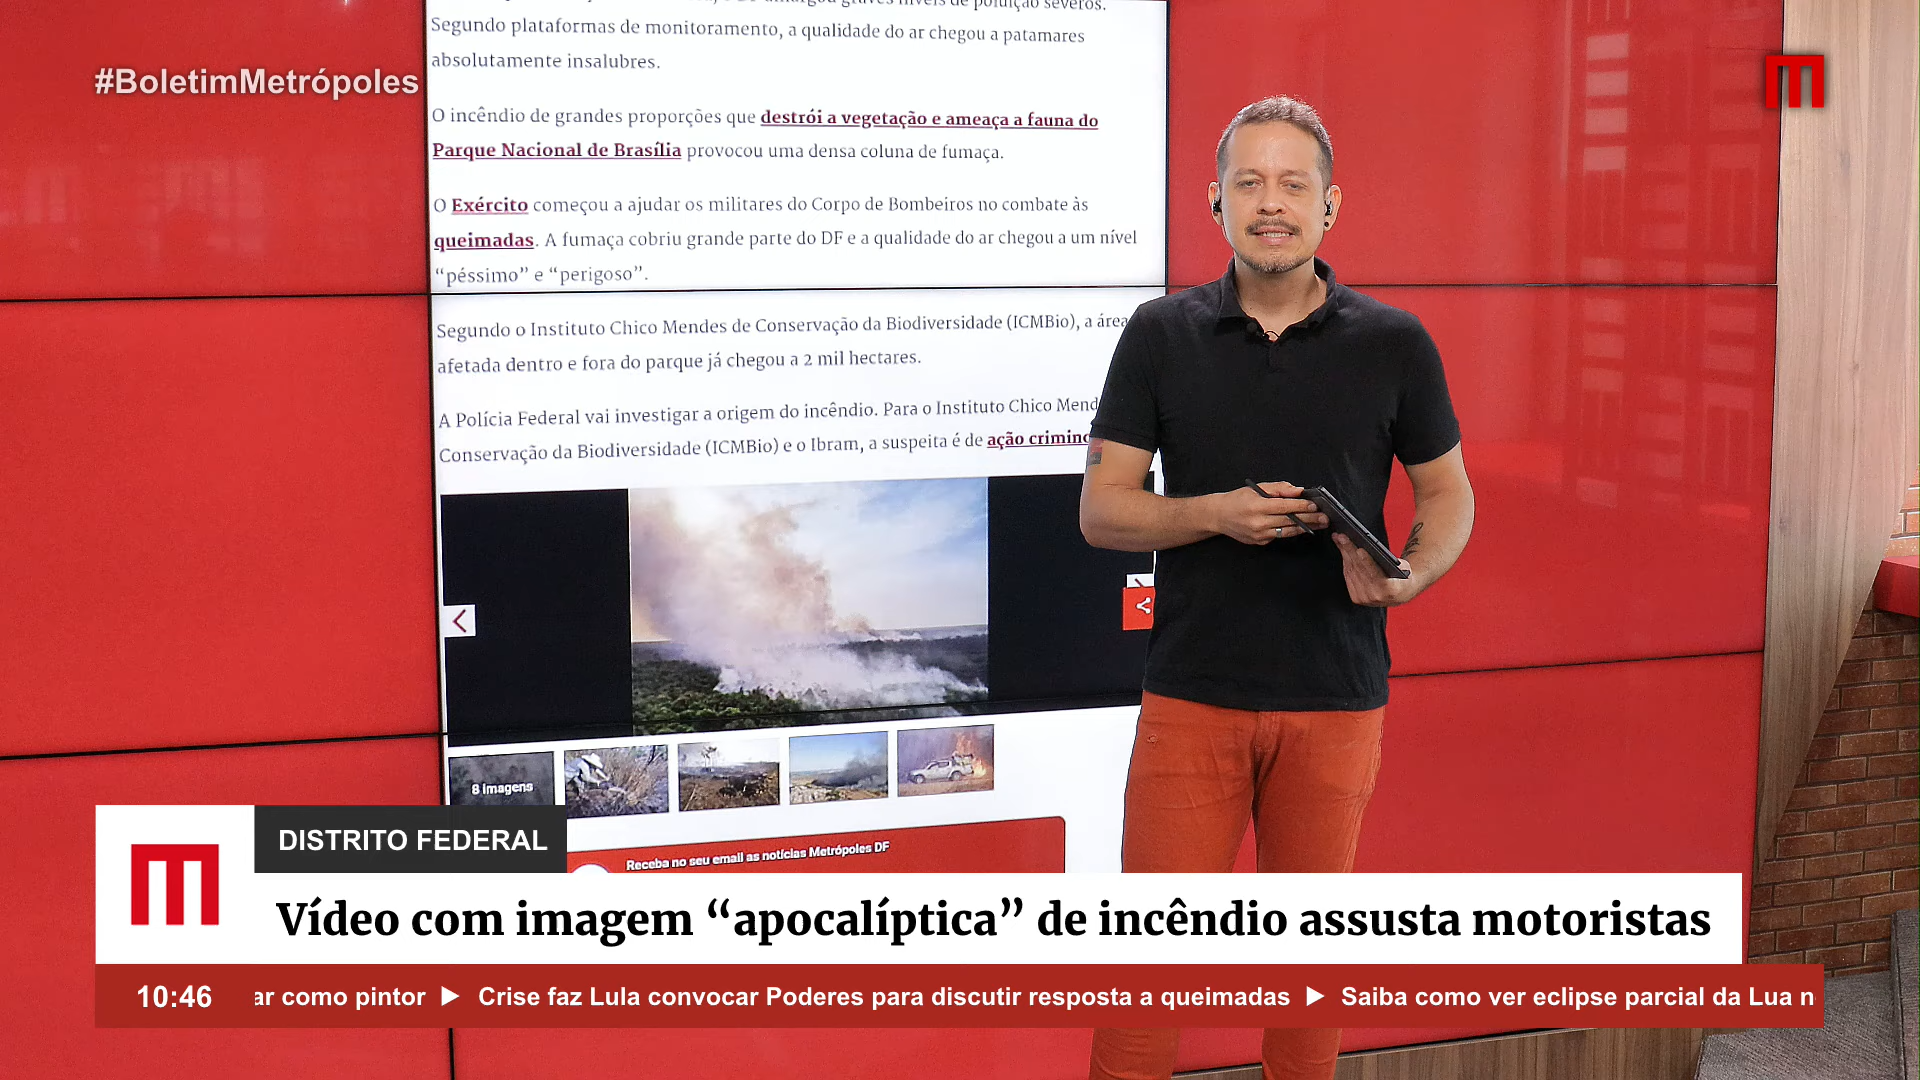 poluição severos.
Segundo plataformas de monitoramento, a qualidade do ar chegou a patamares
absolutamente insalubres.
#BoletimMetrópoles
O incêndio de grandes proporções que destrói a vegetação e ameaça a fauna do
Parque Nacional de Brasília provocou uma densa coluna de fumaça.
O Exército começou a ajudar os militares do Corpo de Bombeiros no combate às
queimadas. A fumaça cobriu grande parte do DF e a qualidade do ar chegou a um nível
“péssimo” e “perigoso”.
Segundo o Instituto Chico Mendes de Conservação da Biodiversidade (ICMBio), a área
afetada dentro e fora do parque já chegou a 2 mil hectares.
A Polícia Federal vai investigar a origem do incêndio. Para o Instituto Chico Mend
Conservação da Biodiversidade (ICMBio) e o Ibram, a suspeita é de ação crimino
8 imagens
DISTRITO FEDERAL
Receba no seu email as notícias Metrópoles DF
Vídeo com imagem “apocalíptica” de incêndio assusta motoristas
10:46 ar como pintor ▶ Crise faz Lula convocar Poderes para discutir resposta a queimadas ▶ Saiba como ver eclipse parcial da Lua n